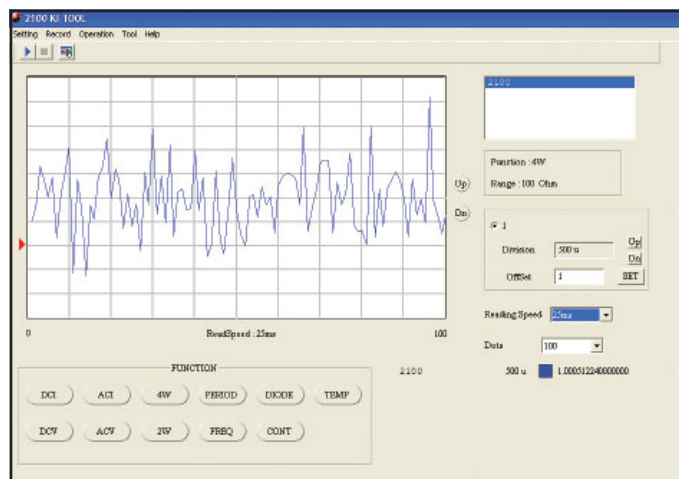 2100 KI TOOL
Setting Record Operation Tool Help
2100
Function : 4W
Range : 100 Ohm
Up
Dn
1
Division 500 u Up
Dn
OffSet 1 SET
Reading Speed 25ms
0 ReadSpeed : 25ms 100
Dots 100
FUNCTION
2100 500 u 1.000512240000000
DCI ACI 4W PERIOD DIODE TEMP
DCV ACV 2W FREQ CONT